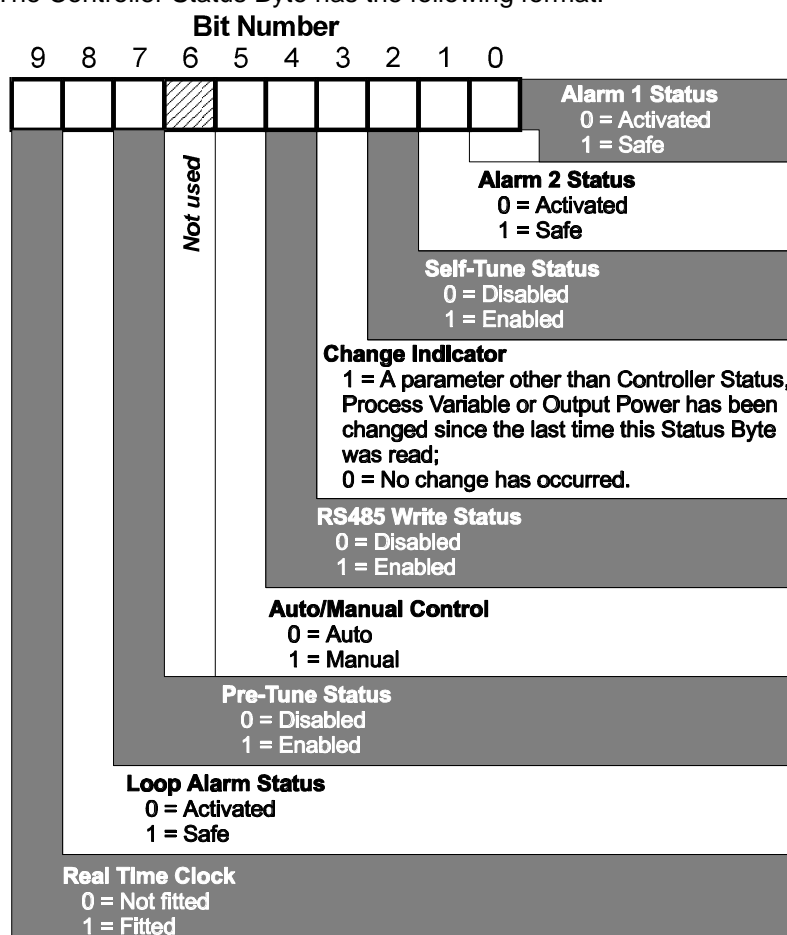 The Controller Status Byte has the following format:
Bit Number
9 8 7 6 5 4 3 2 1 0
Alarm 1 Status
0 = Activated
1 = Safe
Not used
Alarm 2 Status
0 = Activated
1 = Safe
Self-Tune Status
0 = Disabled
1 = Enabled
Change Indicator
1 = A parameter other than Controller Status,
Process Variable or Output Power has been
changed since the last time this Status Byte
was read;
0 = No change has occurred.
RS485 Write Status
0 = Disabled
1 = Enabled
Auto/Manual Control
0 = Auto
1 = Manual
Pre-Tune Status
0 = Disabled
1 = Enabled
Loop Alarm Status
0 = Activated
1 = Safe
Real Time Clock
0 = Not fitted
1 = Fitted